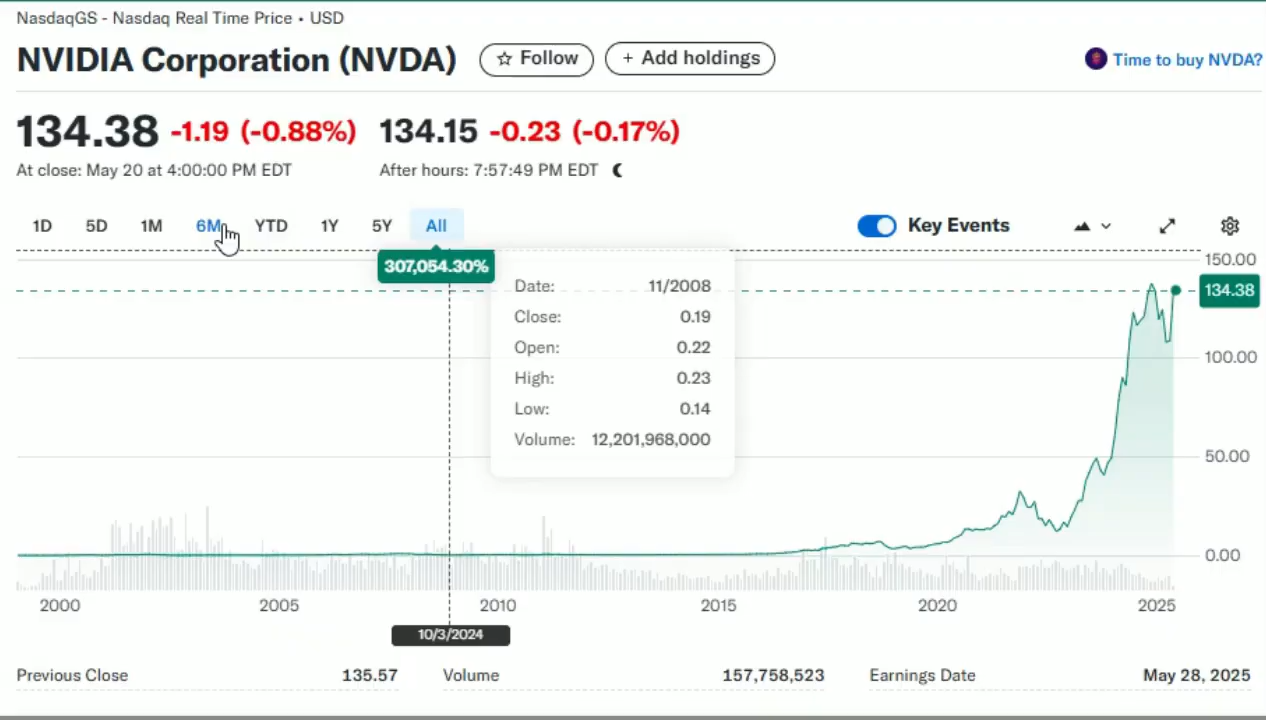 NasdaqGS - Nasdaq Real Time Price • USD
NVIDIA Corporation (NVDA)
☆ Follow
+ Add holdings
Time to buy NVDA?
134.38 -1.19 (-0.88%)
134.15 -0.23 (-0.17%)
At close: May 20 at 4:00:00 PM EDT
After hours: 7:57:49 PM EDT
1D 5D 1M 6M YTD 1Y 5Y All
Key Events
307,054.30%
150.00
Date: 11/2008
134.38
Close: 0.19
Open: 0.22
100.00
High: 0.23
Low: 0.14
Volume: 12,201,968,000
50.00
0.00
2000 2005 2010 2015 2020 2025
10/3/2024
Previous Close 135.57
Volume 157,758,523
Earnings Date May 28, 2025